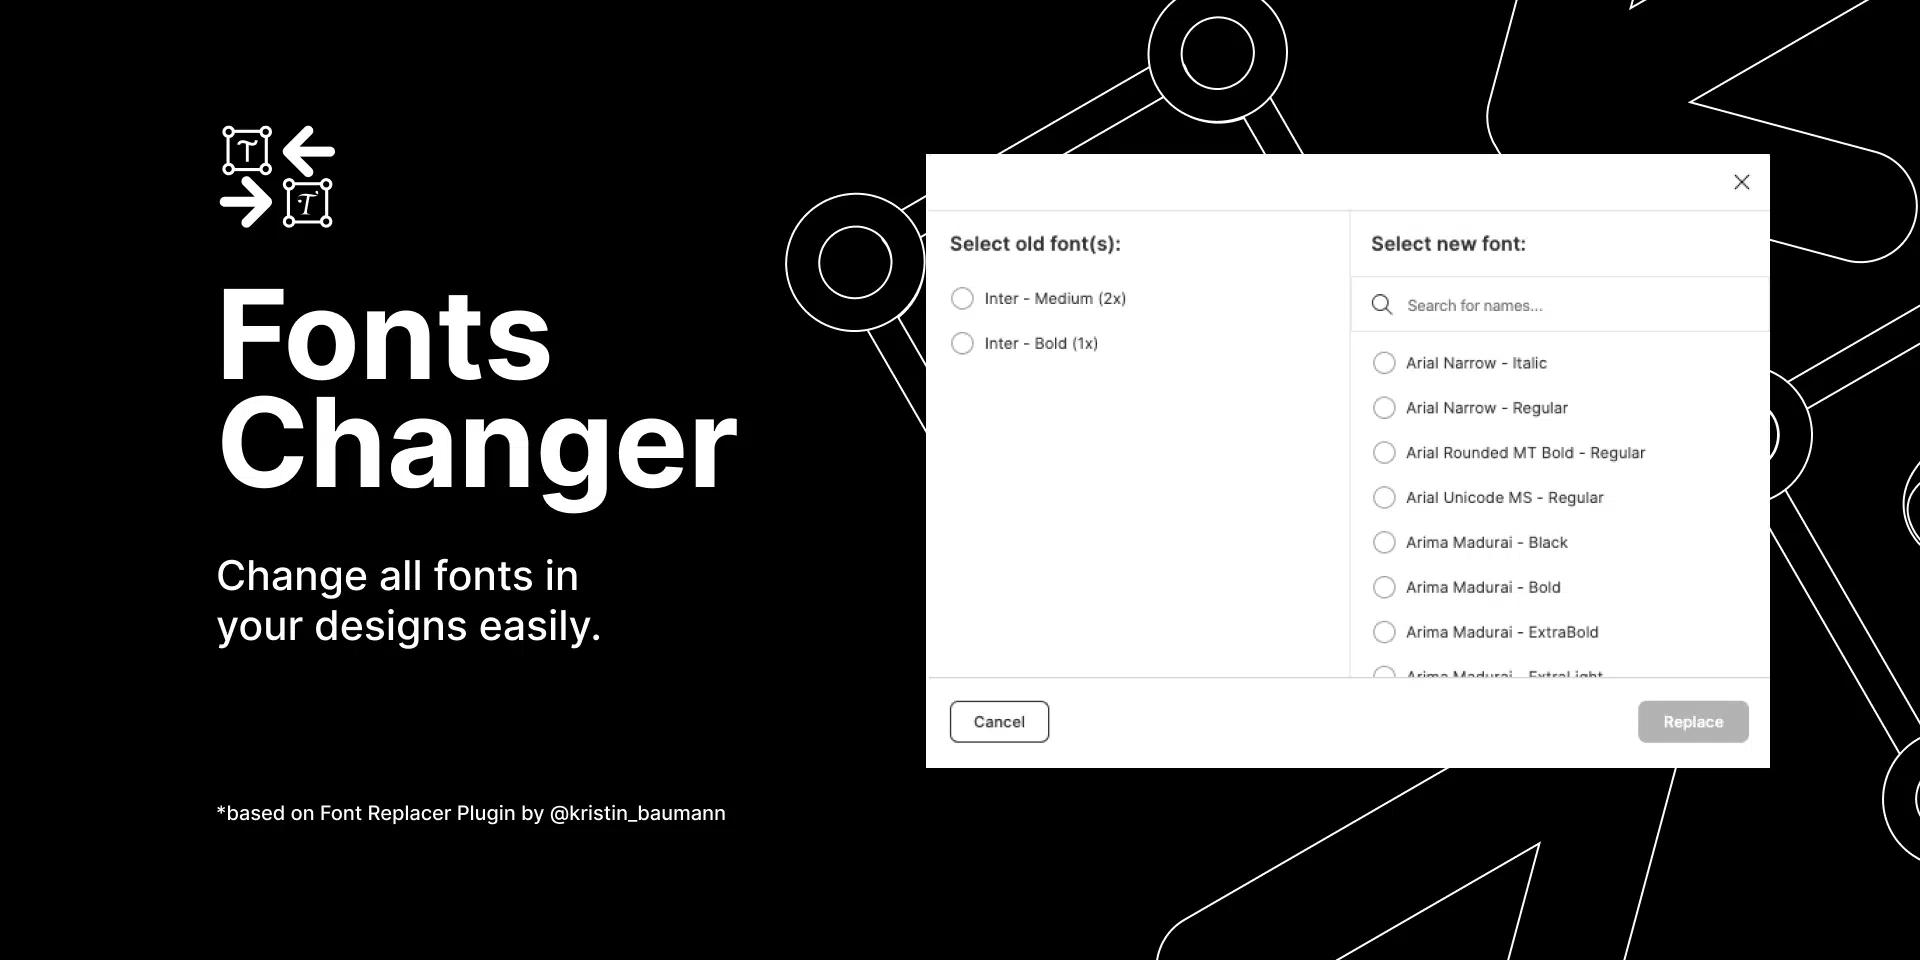 T
T
Fonts
Changer
Change all fonts in
your designs easily.
*based on Font Replacer Plugin by @kristin_baumann
Select old font(s):
Inter - Medium (2x)
Inter - Bold (1x)
Select new font:
Search for names...
Arial Narrow - Italic
Arial Narrow - Regular
Arial Rounded MT Bold - Regular
Arial Unicode MS - Regular
Arima Madurai - Black
Arima Madurai - Bold
Arima Madurai - ExtraBold
Arima Madurai - ExtraLight
Cancel
Replace